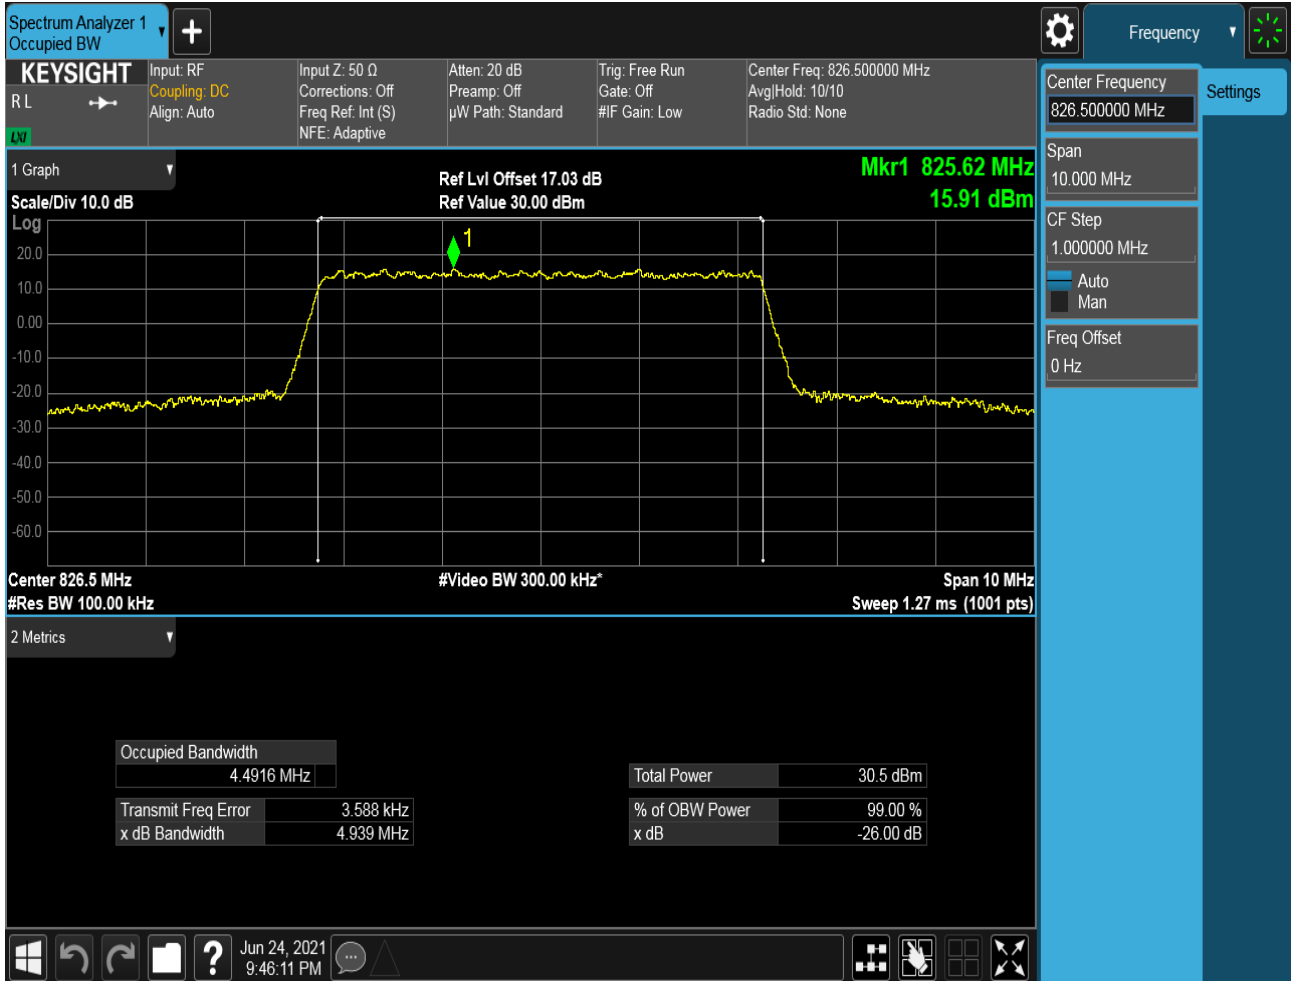 Spectrum Analyzer 1
Occupied BW
Frequency
KEYSIGHT
R L
LXI
Input: RF
Coupling: DC
Align: Auto
Input Z: 50 Ω
Corrections: Off
Freq Ref: Int (S)
NFE: Adaptive
Atten: 20 dB
Preamp: Off
µW Path: Standard
Trig: Free Run
Gate: Off
#IF Gain: Low
Center Freq: 826.500000 MHz
Avg|Hold: 10/10
Radio Std: None
Center Frequency
826.500000 MHz
Settings
Span
10.000 MHz
CF Step
1.000000 MHz
Auto
Man
Freq Offset
0 Hz
1 Graph
Scale/Div 10.0 dB
Log
Ref Lvl Offset 17.03 dB
Ref Value 30.00 dBm
Mkr1 825.62 MHz
15.91 dBm
1
20.0
10.0
0.00
-10.0
-20.0
-30.0
-40.0
-50.0
-60.0
Center 826.5 MHz
#Video BW 300.00 kHz*
Span 10 MHz
#Res BW 100.00 kHz
Sweep 1.27 ms (1001 pts)
2 Metrics
Occupied Bandwidth
4.4916 MHz
Total Power 30.5 dBm
Transmit Freq Error 3.588 kHz
% of OBW Power 99.00 %
x dB Bandwidth 4.939 MHz
x dB -26.00 dB
?
Jun 24, 2021
9:46:11 PM